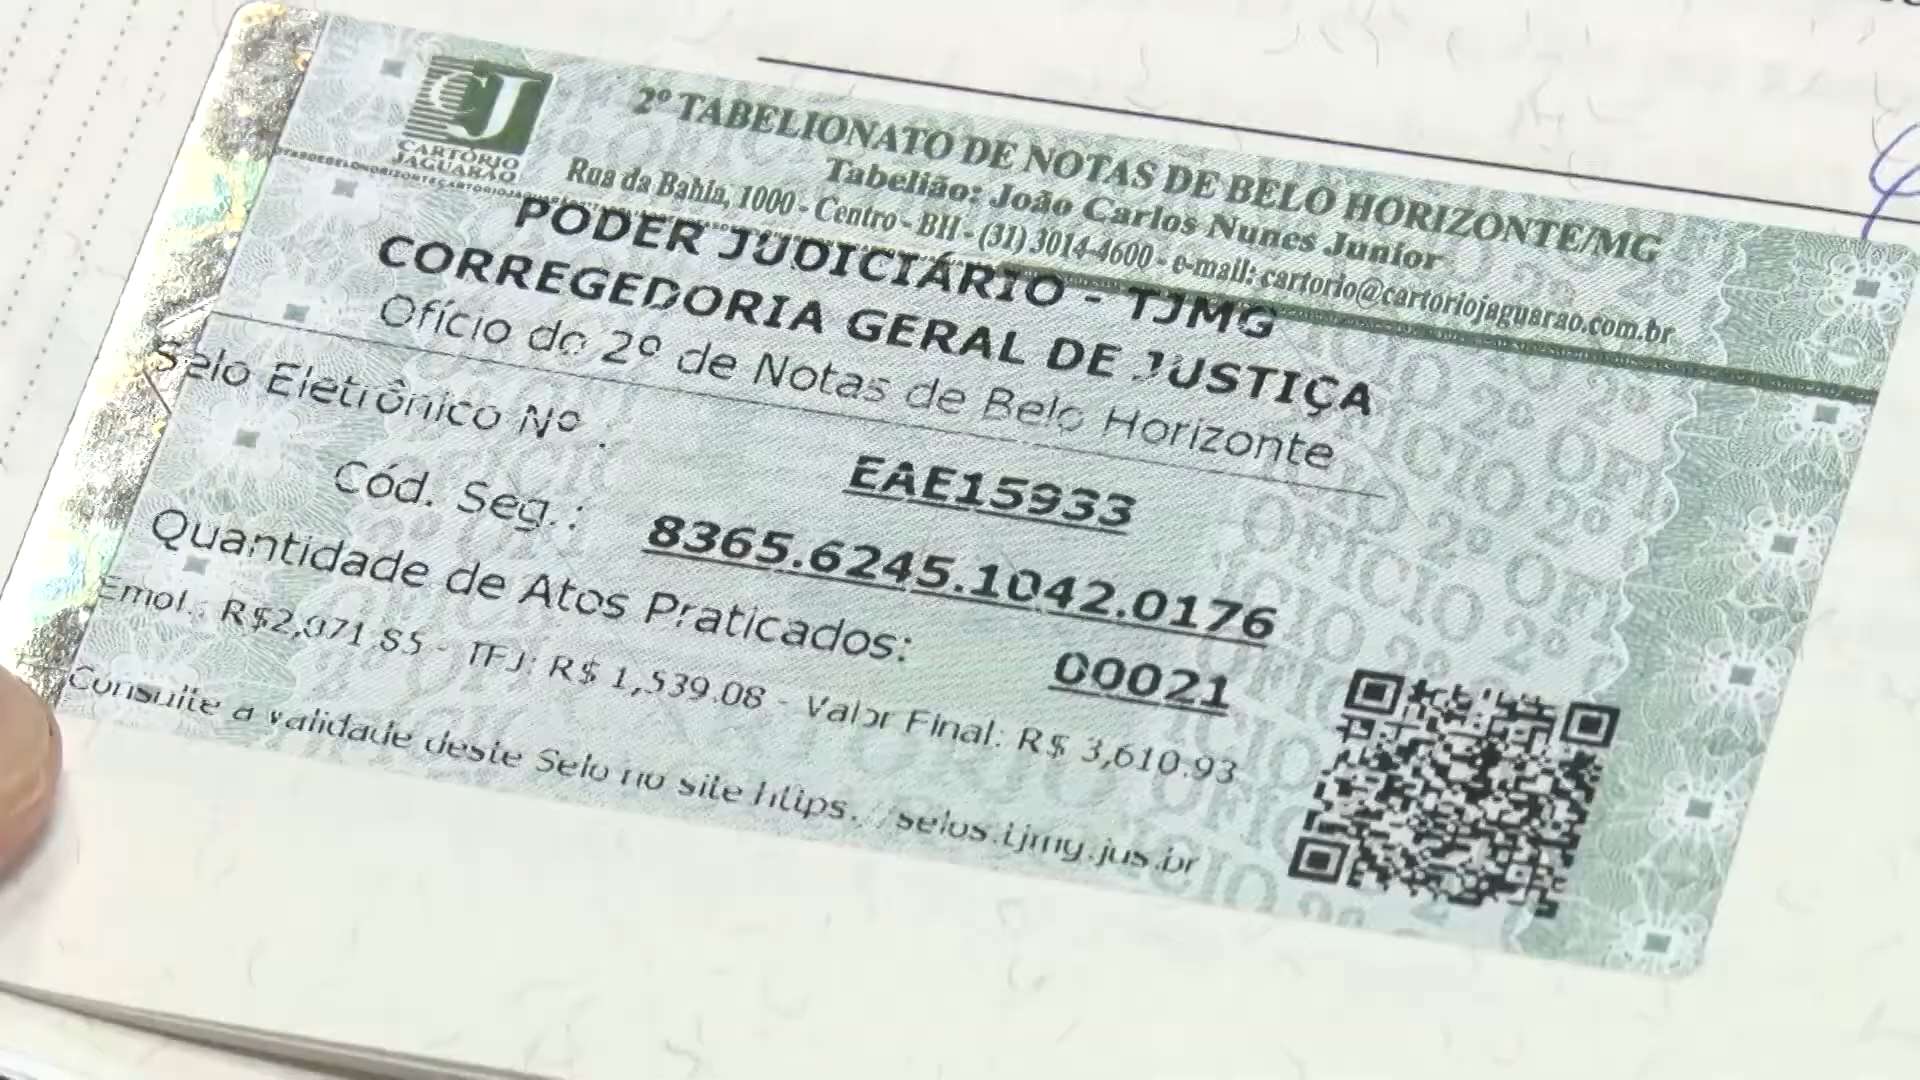 CJ
CARTÓRIO
JAGUARÃO
2º TABELIONATO DE NOTAS DE BELO HORIZONTE/MG
Tabelião: João Carlos Nunes Junior
Rua da Bahia, 1000 - Centro - BH - (31) 3014-4600 - e-mail: cartorio@cartoriojaguarao.com.br
PODER JUDICIÁRIO - TJMG
CORREGEDORIA GERAL DE JUSTIÇA
Ofício do 2º de Notas de Belo Horizonte
Selo Eletrônico Nº : EAE15933
Cód. Seg.: 8365.6245.1042.0176
Quantidade de Atos Praticados: 00021
Emol.: R$2,071.85 - TFJ: R$ 1,539.08 - Valor Final: R$ 3,610.93
Consulte a validade deste Selo no site https://selos.tjmg.jus.br